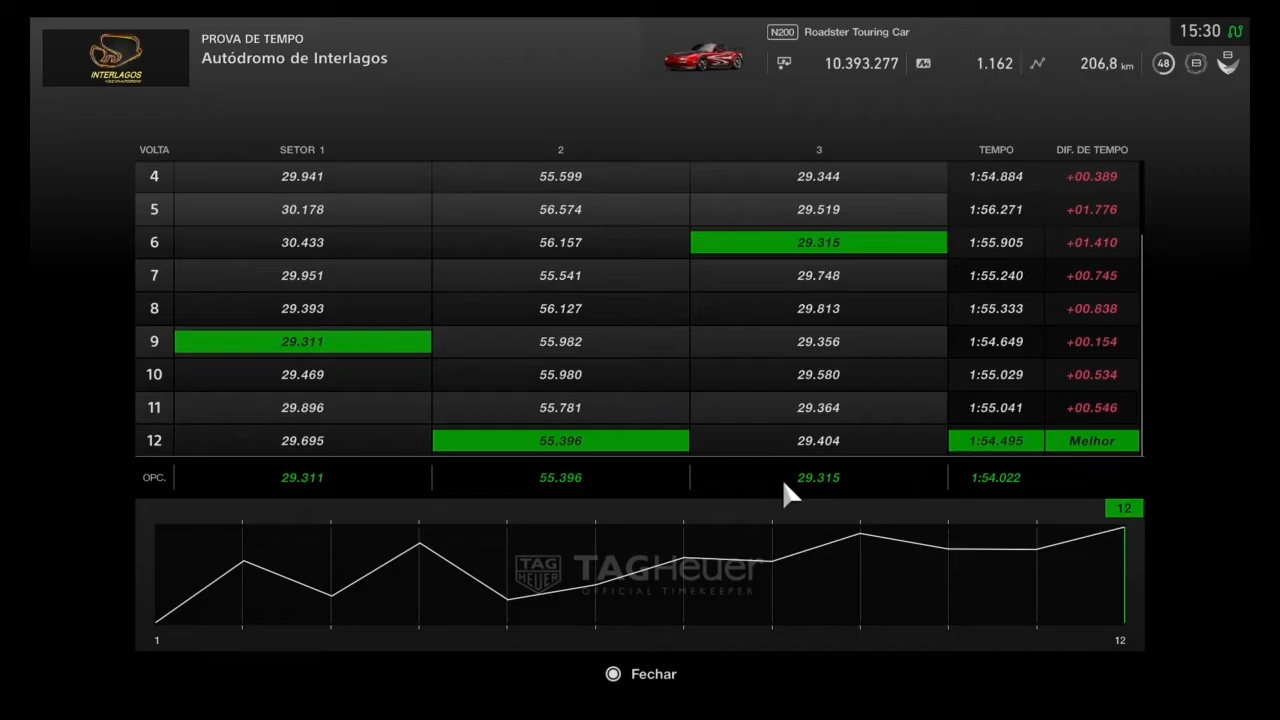 PROVA DE TEMPO
Autódromo de Interlagos
INTERLAGOS
N200 Roadster Touring Car
15:30
10.393.277 1.162 206,8 km 48 B B
VOLTA SETOR 1 2 3 TEMPO DIF. DE TEMPO
4 29.941 55.599 29.344 1:54.884 +00.389
5 30.178 56.574 29.519 1:56.271 +01.776
6 30.433 56.157 29.315 1:55.905 +01.410
7 29.951 55.541 29.748 1:55.240 +00.745
8 29.393 56.127 29.813 1:55.333 +00.838
9 29.311 55.982 29.356 1:54.649 +00.154
10 29.469 55.980 29.580 1:55.029 +00.534
11 29.896 55.781 29.364 1:55.041 +00.546
12 29.695 55.396 29.404 1:54.495 Melhor
OPC. 29.311 55.396 29.315 1:54.022
12
TAG HEUER TAGHeuer
OFFICIAL TIMEKEEPER
1 12
Fechar